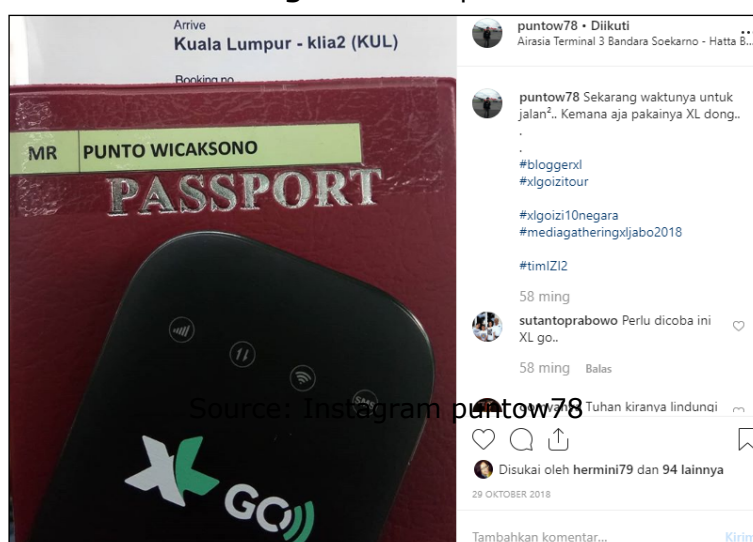 Arrive
Kuala Lumpur - klia2 (KUL)
Booking no.
MR PUNTO WICAKSONO
PASSPORT
SMS
XL GO
Source: Instagram puntow78
puntow78 • Diikuti
Airasia Terminal 3 Bandara Soekarno - Hatta B...
puntow78 Sekarang waktunya untuk
jalan².. Kemana aja pakainya XL dong..
.
.
#bloggerxl
#xlgoizitour
#xlgoizi10negara
#mediagatheringxljabo2018
#timIZI2
58 ming
sutantoprabowo Perlu dicoba ini
XL go..
58 ming Balas
Tuhan kiranya lindungi
Disukai oleh hermini79 dan 94 lainnya
29 OKTOBER 2018
Tambahkan komentar... Kirim